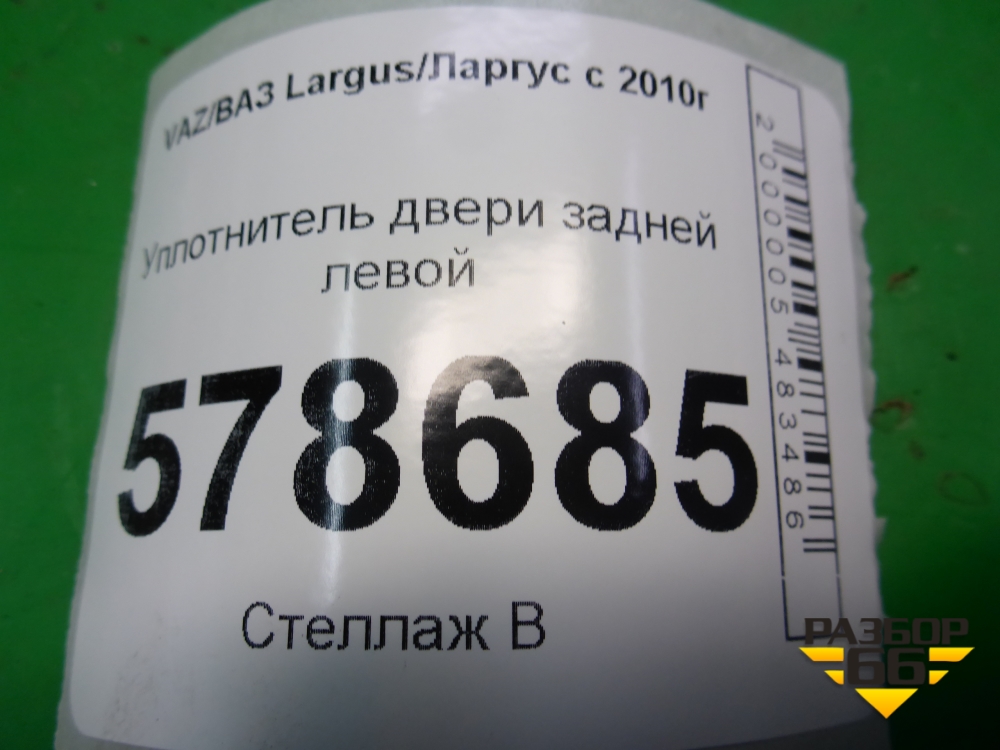 VAZ/ВАЗ Largus/Ларгус с 2010г
Уплотнитель двери задней
левой
578685
Стеллаж В
2000005483486
РАЗБОР
66